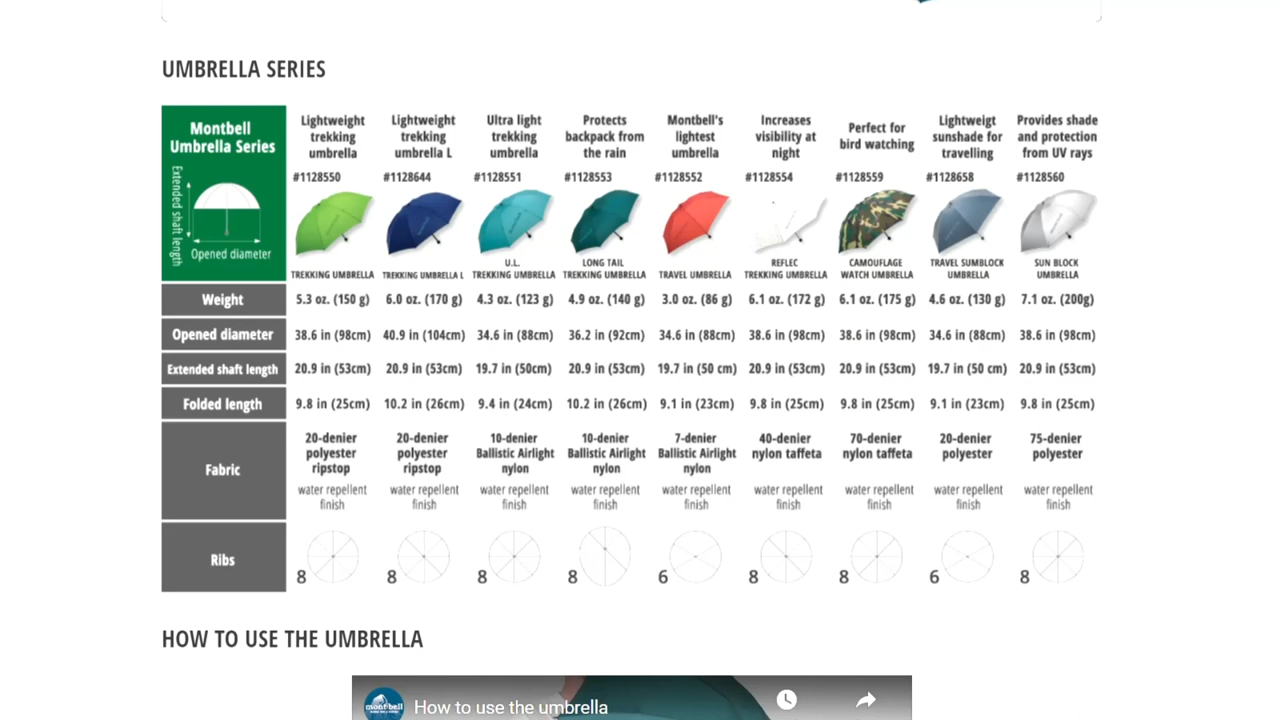 UMBRELLA SERIES
Montbell
Umbrella Series
Extended shaft length
Opened diameter
Lightweight
trekking
umbrella
#1128550
TREKKING UMBRELLA
Lightweight
trekking
umbrella L
#1128644
TREKKING UMBRELLA L
Ultra light
trekking
umbrella
#1128551
U.L.
TREKKING UMBRELLA
Protects
backpack from
the rain
#1128553
LONG TAIL
TREKKING UMBRELLA
Montbell's
lightest
umbrella
#1128552
TRAVEL UMBRELLA
Increases
visibility at
night
#1128554
REFLEC
TREKKING UMBRELLA
Perfect for
bird watching
#1128559
CAMOUFLAGE
WATCH UMBRELLA
Lightweigt
sunshade for
travelling
#1128658
TRAVEL SUMBLOCK
UMBRELLA
Provides shade
and protection
from UV rays
#1128560
SUN BLOCK
UMBRELLA
Weight 5.3 oz. (150 g) 6.0 oz. (170 g) 4.3 oz. (123 g) 4.9 oz. (140 g) 3.0 oz. (86 g) 6.1 oz. (172 g) 6.1 oz. (175 g) 4.6 oz. (130 g) 7.1 oz. (200g)
Opened diameter 38.6 in (98cm) 40.9 in (104cm) 34.6 in (88cm) 36.2 in (92cm) 34.6 in (88cm) 38.6 in (98cm) 38.6 in (98cm) 34.6 in (88cm) 38.6 in (98cm)
Extended shaft length 20.9 in (53cm) 20.9 in (53cm) 19.7 in (50cm) 20.9 in (53cm) 19.7 in (50 cm) 20.9 in (53cm) 20.9 in (53cm) 19.7 in (50 cm) 20.9 in (53cm)
Folded length 9.8 in (25cm) 10.2 in (26cm) 9.4 in (24cm) 10.2 in (26cm) 9.1 in (23cm) 9.8 in (25cm) 9.8 in (25cm) 9.1 in (23cm) 9.8 in (25cm)
Fabric
20-denier
polyester
ripstop
water repellent
finish
20-denier
polyester
ripstop
water repellent
finish
10-denier
Ballistic Airlight
nylon
water repellent
finish
10-denier
Ballistic Airlight
nylon
water repellent
finish
7-denier
Ballistic Airlight
nylon
water repellent
finish
40-denier
nylon taffeta
water repellent
finish
70-denier
nylon taffeta
water repellent
finish
20-denier
polyester
water repellent
finish
75-denier
polyester
water repellent
finish
Ribs 8 8 8 8 6 8 8 6 8
HOW TO USE THE UMBRELLA
mont-bell
How to use the umbrella